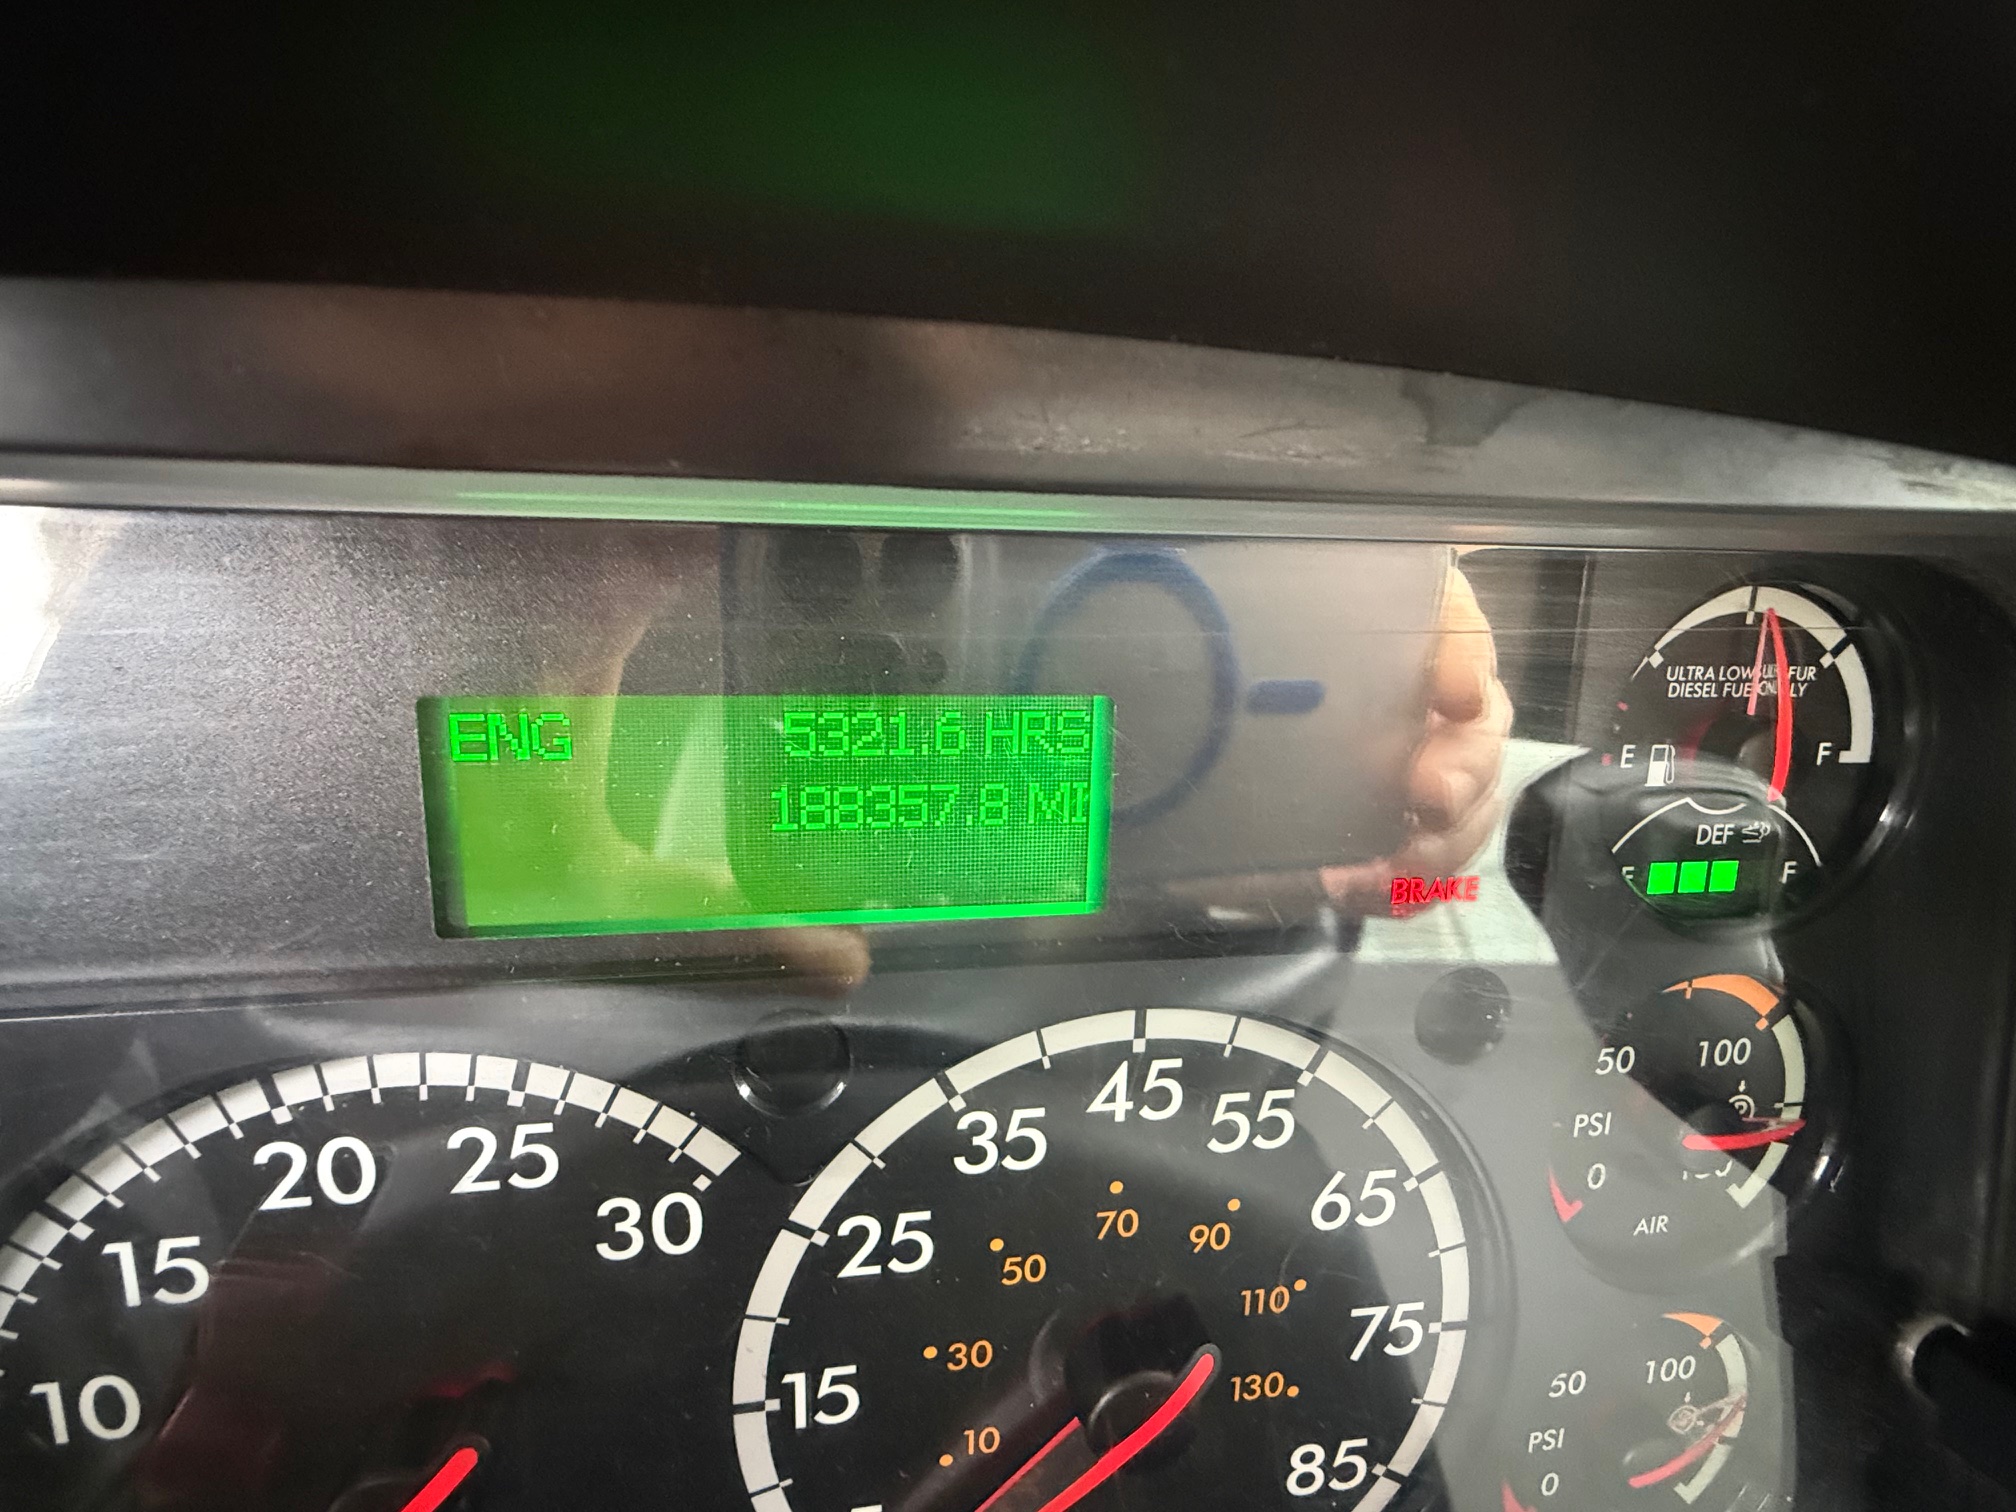 ENG 5321.6 HRS
188357.8 MI
ULTRA LOW SULFUR
DIESEL FUEL ONLY
E F
DEF
F
BRAKE
50 100
PSI
0
AIR
50 100
PSI
0
10 15 20 25 30
15 25 35 45 55 65 75 85
10 30 50 70 90 110 130